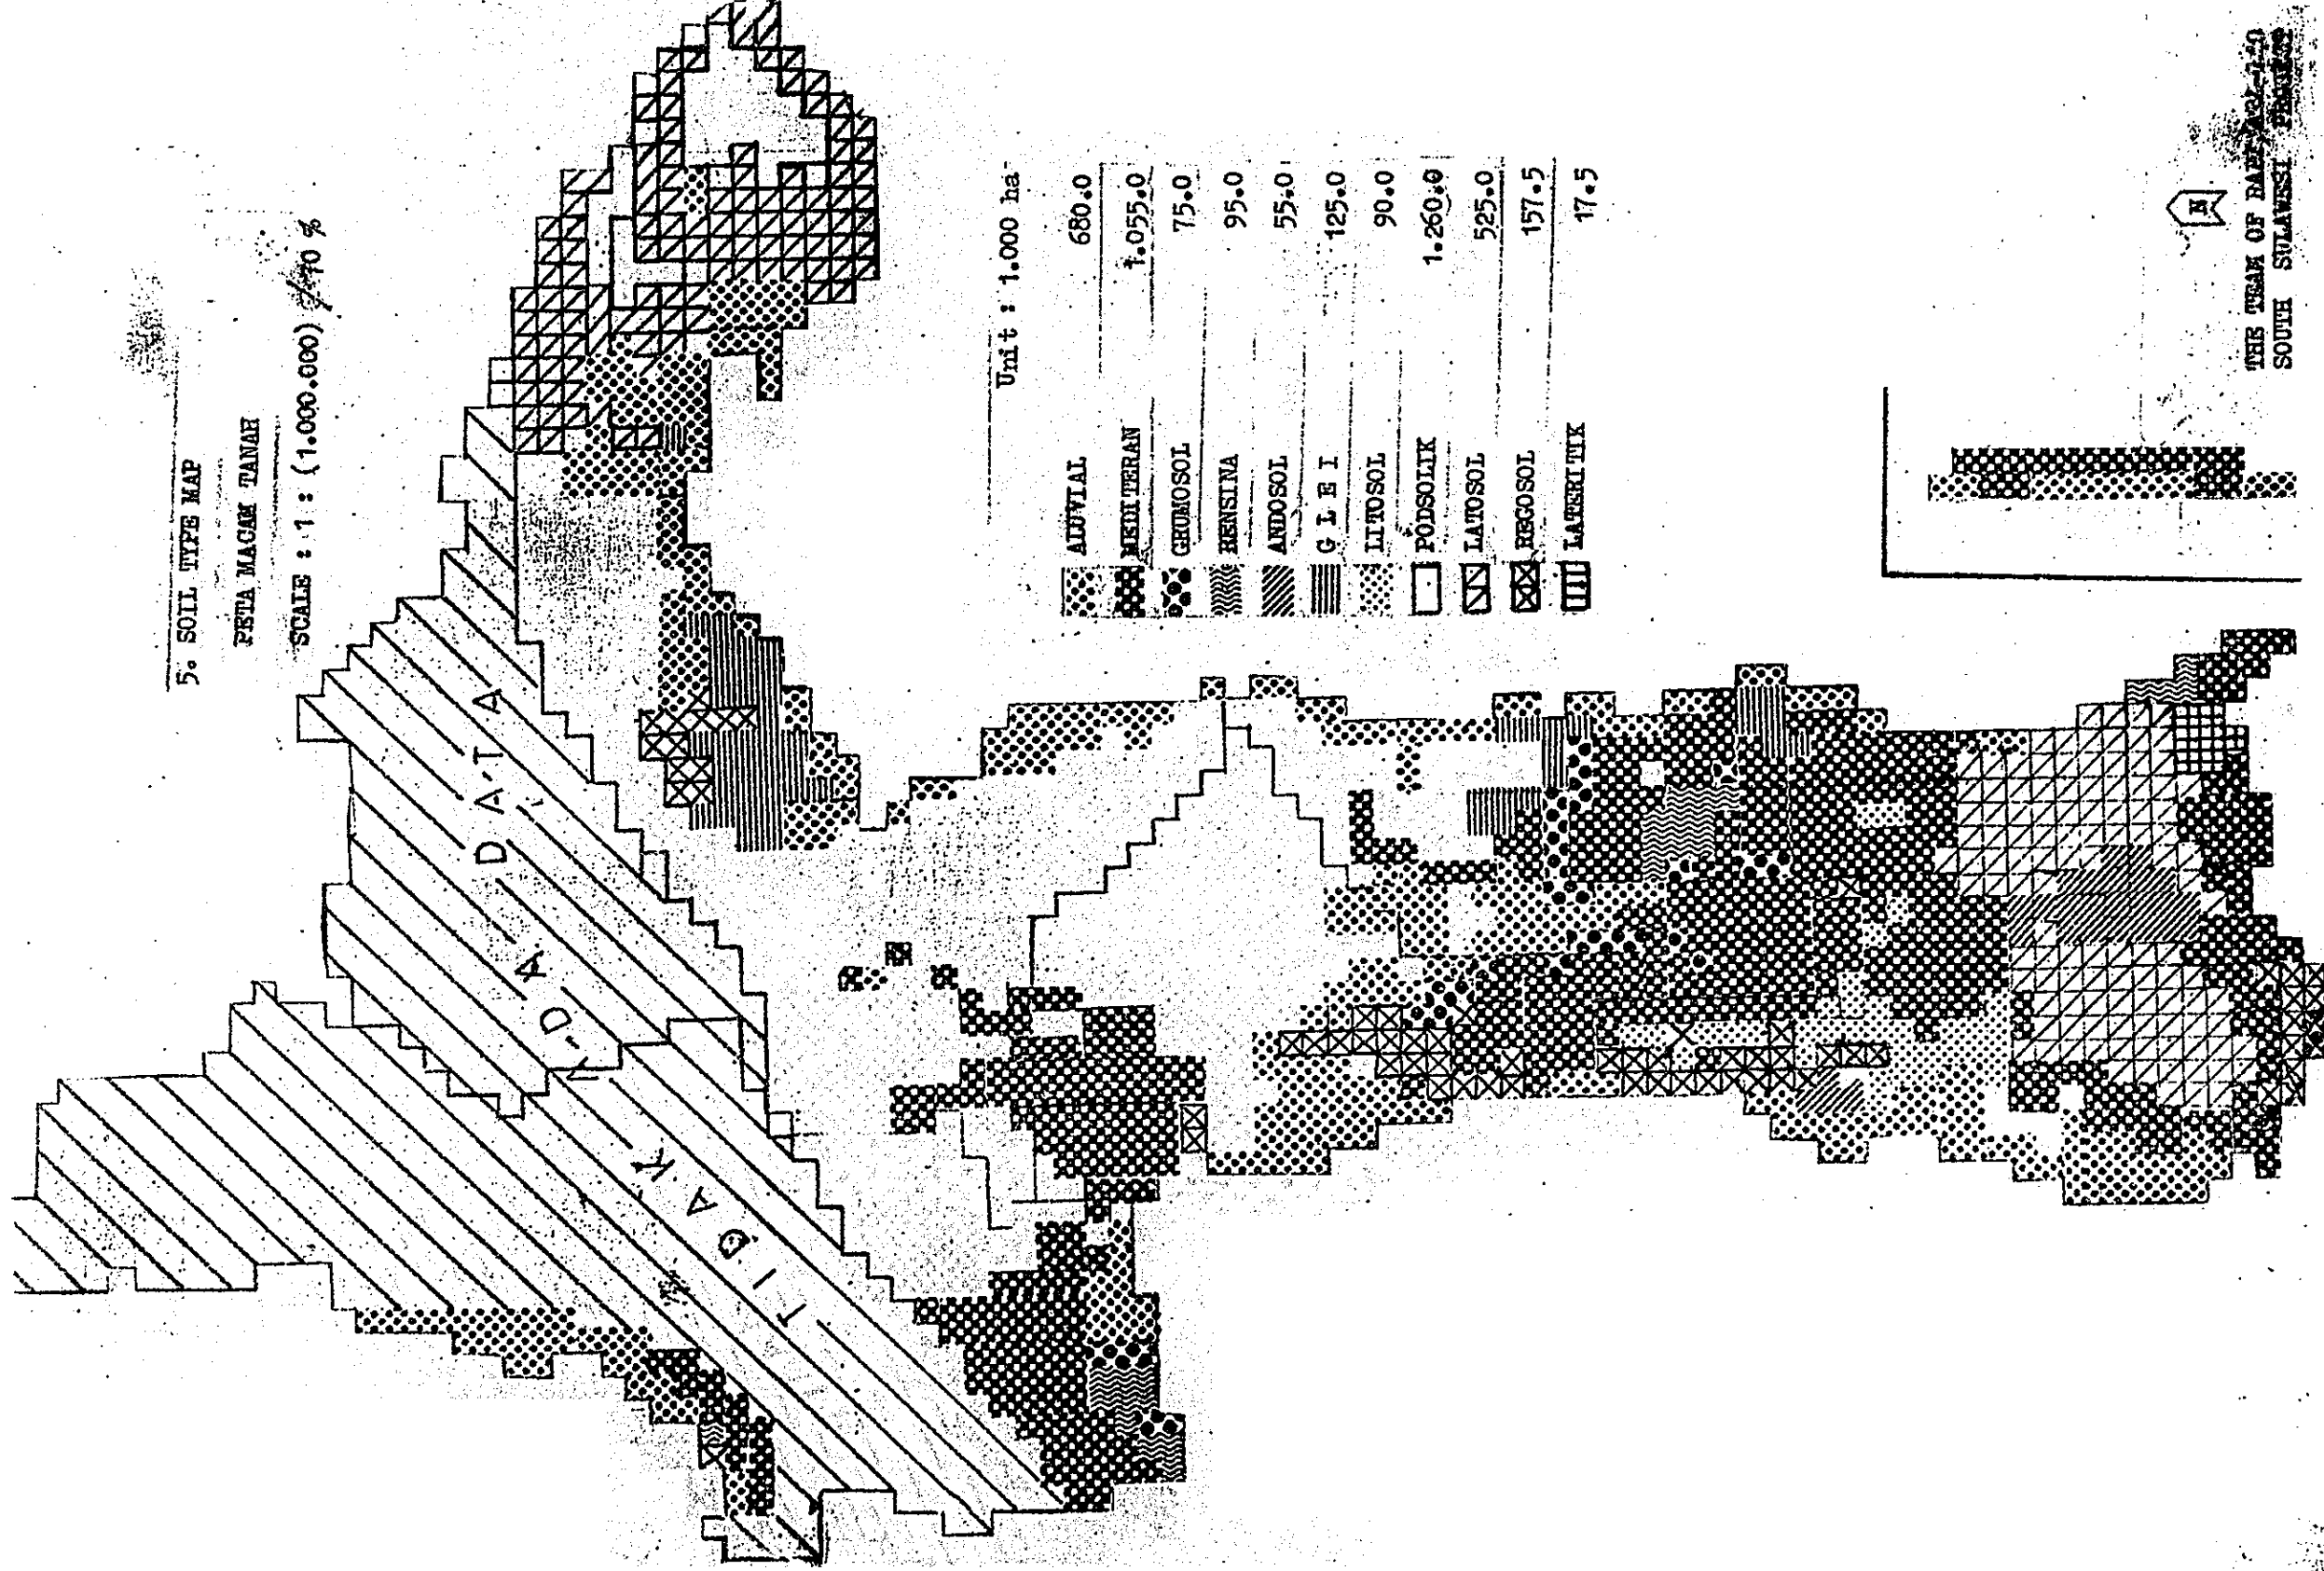 5. SOIL TYPE MAP
PETA MACAM TANAH
SCALE : 1 : (1.000.000) 70 %
TIDAK ADA DATA
Unit : 1.000 ha
ALUVIAL 680.0
MEDITERAN 1.055.0
GRUMOSOL 75.0
RENSINA 95.0
ANDOSOL 55.0
G L E I 125.0
LITOSOL 90.0
PODSOLIK 1.260.0
LATOSOL 525.0
REGOSOL 157.5
LATERITIK 17.5
N
THE TEAM OF
SOUTH SULAWESI PROJECT